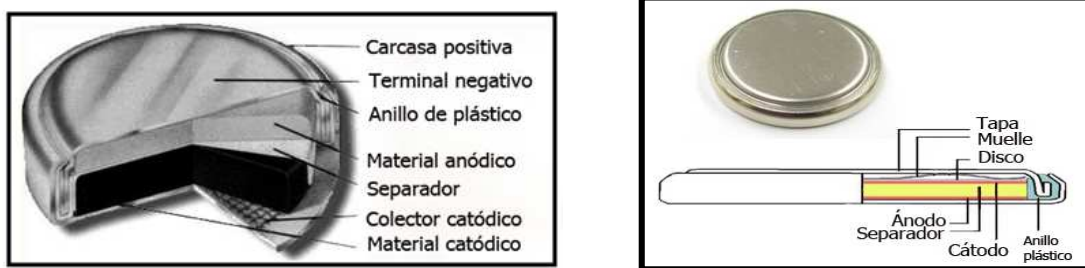 Carcasa positiva
Terminal negativo
Anillo de plástico
Material anódico
Separador
Colector catódico
Material catódico
Tapa
Muelle
Disco
Ánodo
Separador
Cátodo
Anillo
plástico